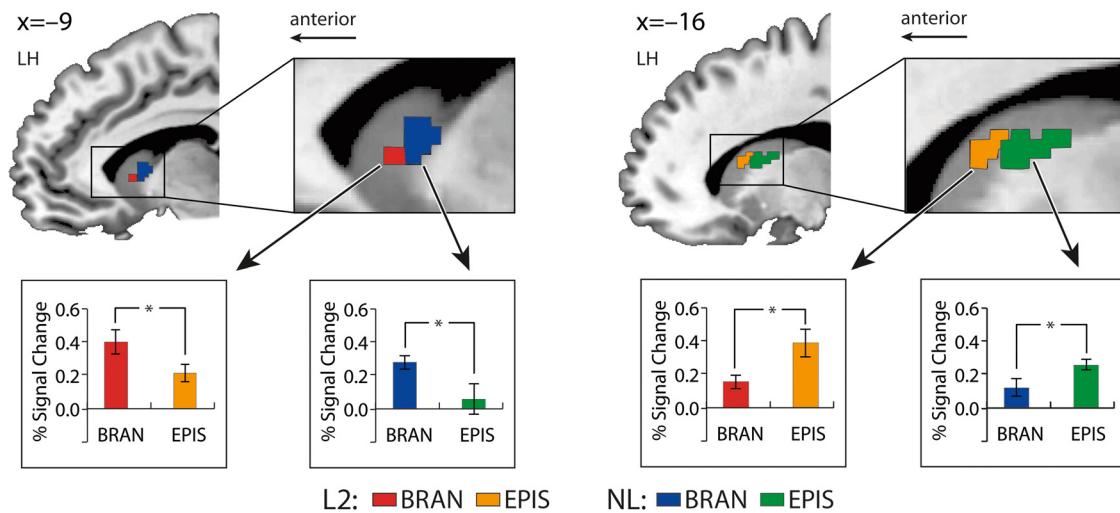 x=–9
LH
anterior
x=–16
LH
anterior
% Signal Change
0.6
0.4
0.2
0.0
*
BRAN EPIS
% Signal Change
0.6
0.4
0.2
0.0
*
BRAN EPIS
% Signal Change
0.6
0.4
0.2
0.0
*
BRAN EPIS
% Signal Change
0.6
0.4
0.2
0.0
*
BRAN EPIS
L2: BRAN EPIS NL: BRAN EPIS